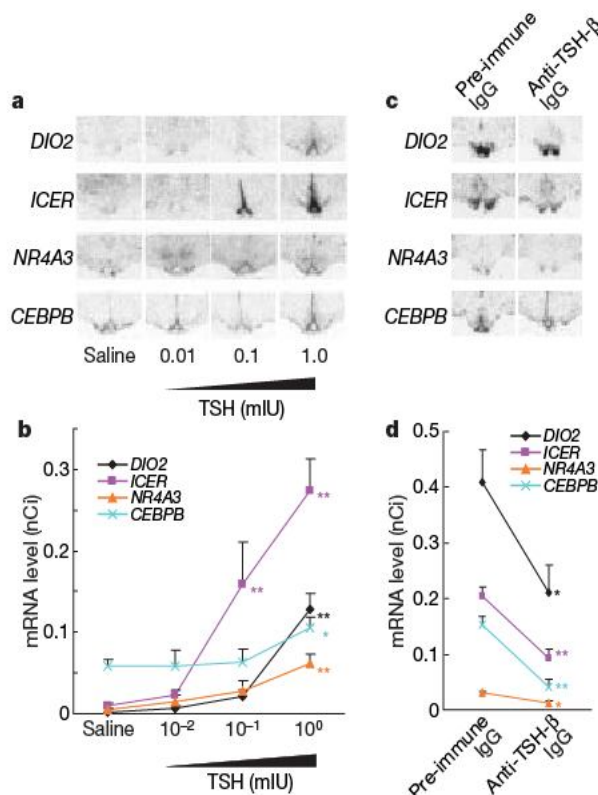 a
DIO2
ICER
NR4A3
CEBPB
Saline 0.01 0.1 1.0
TSH (mIU)
c
Pre-immune IgG
Anti-TSH-β IgG
DIO2
ICER
NR4A3
CEBPB
b
mRNA level (nCi)
0.3
0.2
0.1
0
DIO2
ICER
NR4A3
CEBPB
**
**
**
*
**
Saline 10⁻² 10⁻¹ 10⁰
TSH (mIU)
d
mRNA level (nCi)
0.5
0.4
0.3
0.2
0.1
0
DIO2
ICER
NR4A3
CEBPB
*
**
**
*
Pre-immune IgG
Anti-TSH-β IgG